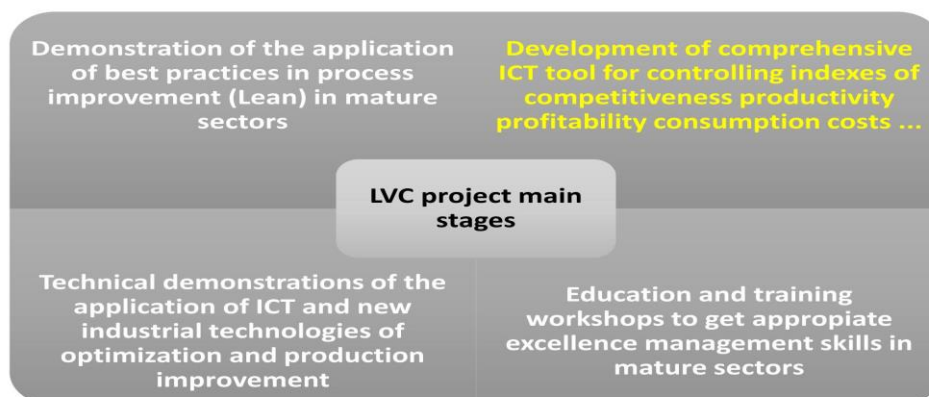 Demonstration of the application
of best practices in process
improvement (Lean) in mature
sectors
Development of comprehensive
ICT tool for controlling indexes of
competitiveness productivity
profitability consumption costs ...
LVC project main
stages
Technical demonstrations of the
application of ICT and new
industrial technologies of
optimization and production
improvement
Education and training
workshops to get appropiate
excellence management skills in
mature sectors